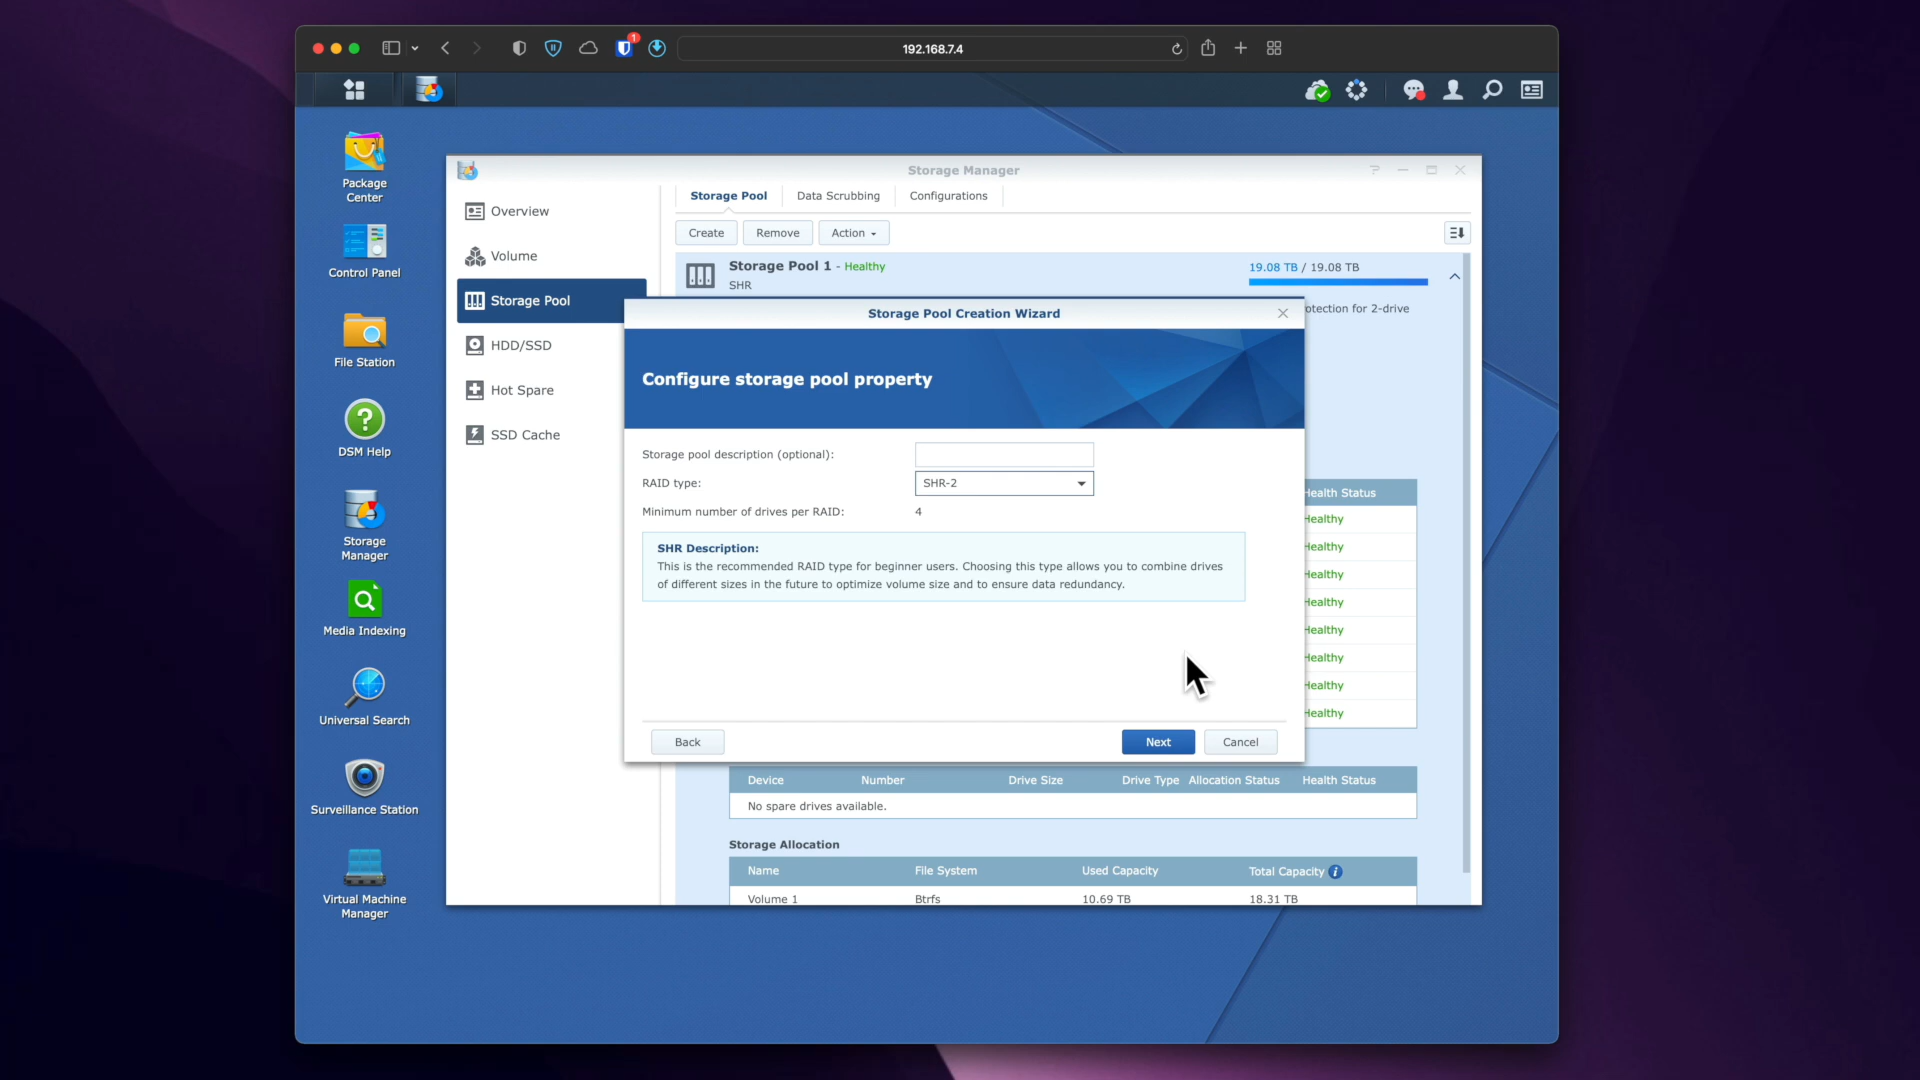 1
192.168.7.4
Package
Center
Control Panel
File Station
DSM Help
Storage
Manager
Media Indexing
Universal Search
Surveillance Station
Virtual Machine
Manager
Storage Manager
Overview
Volume
Storage Pool
HDD/SSD
Hot Spare
SSD Cache
Storage Pool
Data Scrubbing
Configurations
Create
Remove
Action
Storage Pool 1 - Healthy
SHR
19.08 TB / 19.08 TB
otection for 2-drive
Storage Pool Creation Wizard
Configure storage pool property
Storage pool description (optional):
RAID type: SHR-2
Minimum number of drives per RAID: 4
SHR Description:
This is the recommended RAID type for beginner users. Choosing this type allows you to combine drives
of different sizes in the future to optimize volume size and to ensure data redundancy.
Back
Next
Cancel
Health Status
Healthy
Healthy
Healthy
Healthy
Healthy
Healthy
Healthy
Healthy
Device Number Drive Size Drive Type Allocation Status Health Status
No spare drives available.
Storage Allocation
Name File System Used Capacity Total Capacity
Volume 1 Btrfs 10.69 TB 18.31 TB